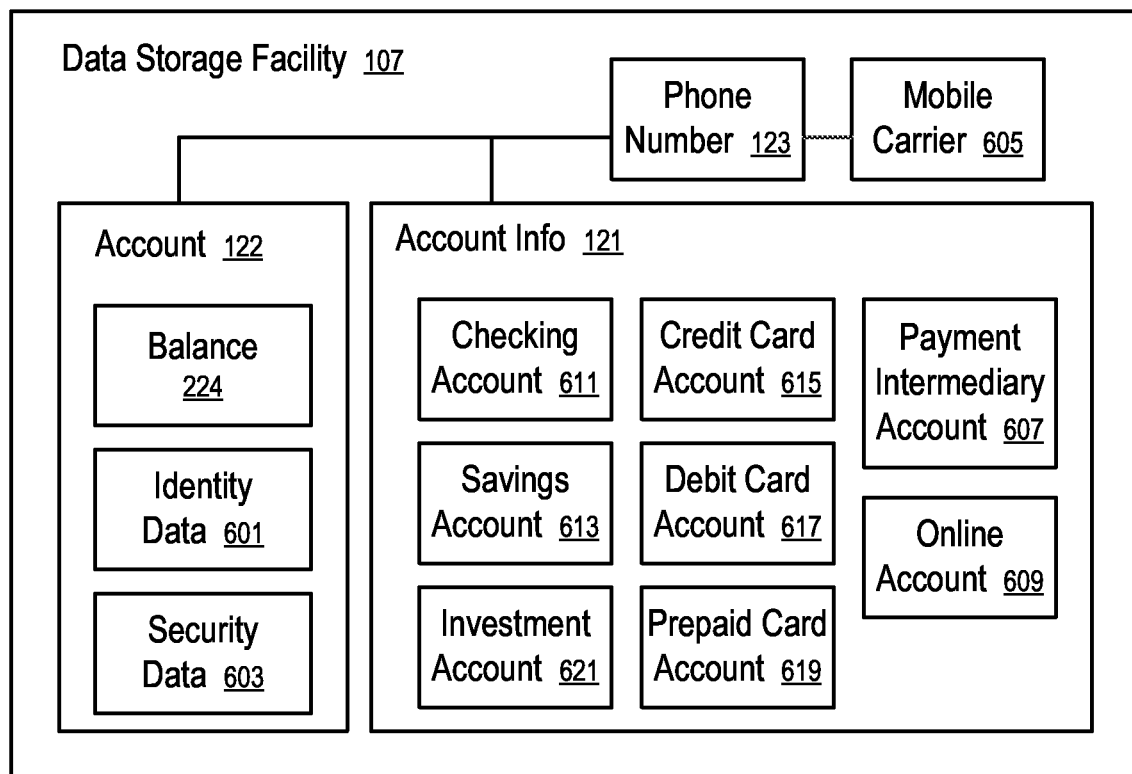 Data Storage Facility 107
Phone
Number 123
Mobile
Carrier 605
Account 122
Balance
224
Identity
Data 601
Security
Data 603
Account Info 121
Checking
Account 611
Savings
Account 613
Investment
Account 621
Credit Card
Account 615
Debit Card
Account 617
Prepaid Card
Account 619
Payment
Intermediary
Account 607
Online
Account 609